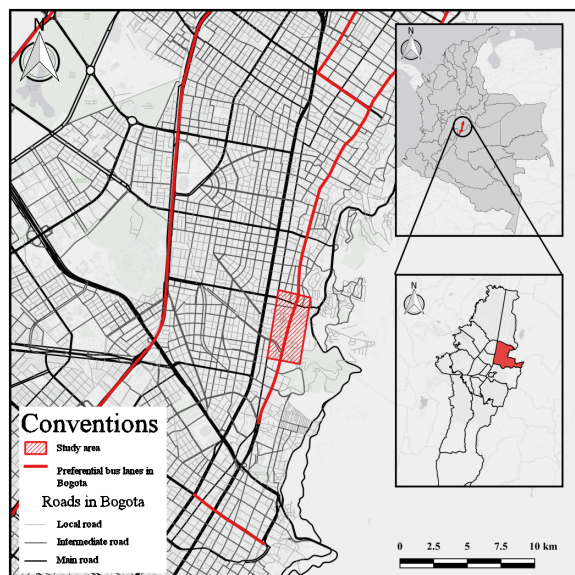 N
N
N
Conventions
Study area
Preferential bus lanes in
Bogota
Roads in Bogota
Local road
Intermediate road
Main road
0 2.5 5 7.5 10 km